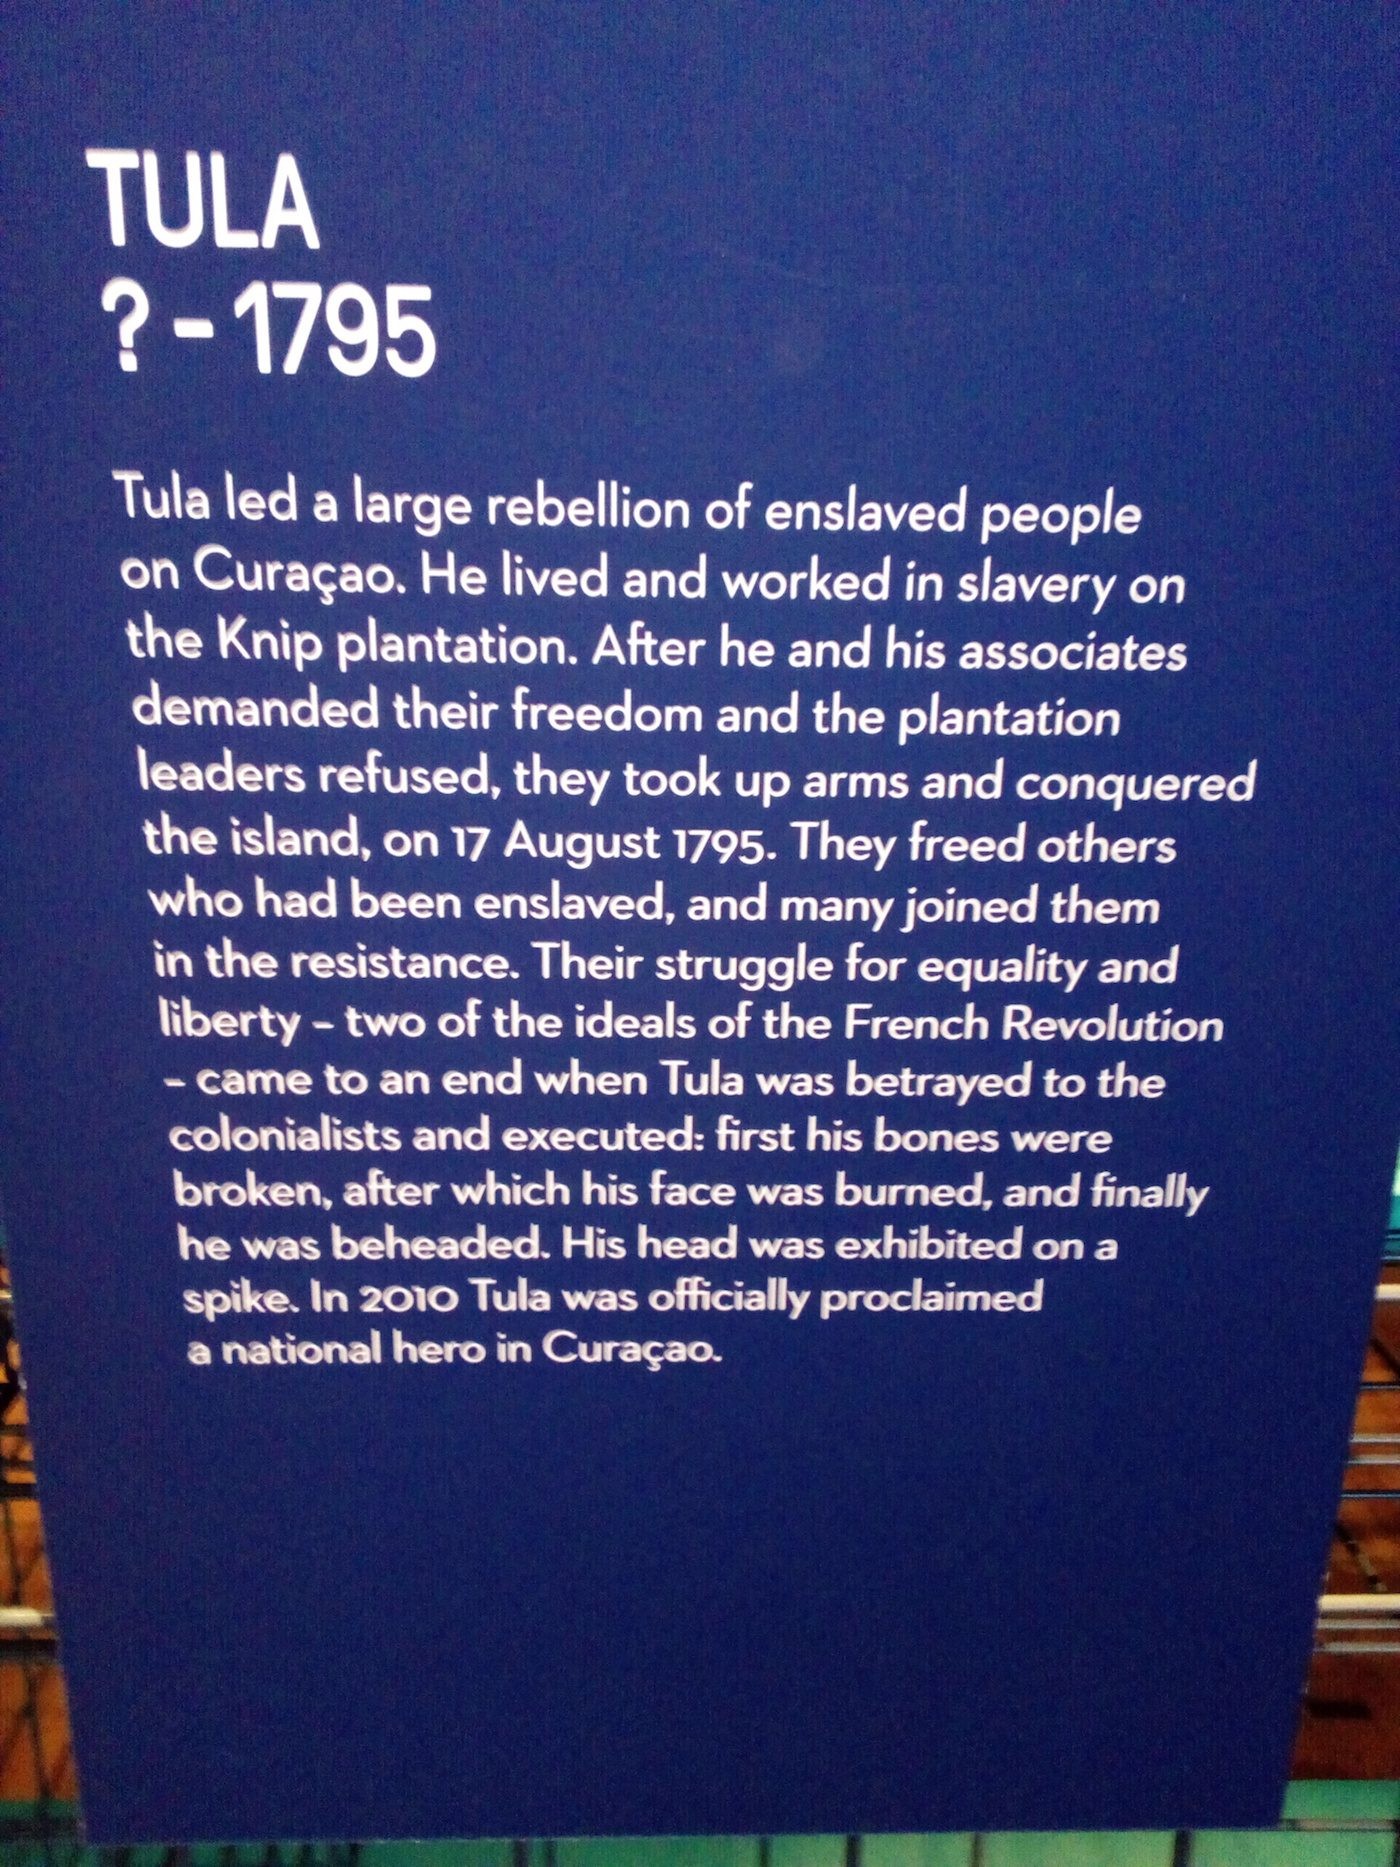 TULA
? – 1795
Tula led a large rebellion of enslaved people
on Curaçao. He lived and worked in slavery on
the Knip plantation. After he and his associates
demanded their freedom and the plantation
leaders refused, they took up arms and conquered
the island, on 17 August 1795. They freed others
who had been enslaved, and many joined them
in the resistance. Their struggle for equality and
liberty – two of the ideals of the French Revolution
– came to an end when Tula was betrayed to the
colonialists and executed: first his bones were
broken, after which his face was burned, and finally
he was beheaded. His head was exhibited on a
spike. In 2010 Tula was officially proclaimed
a national hero in Curaçao.